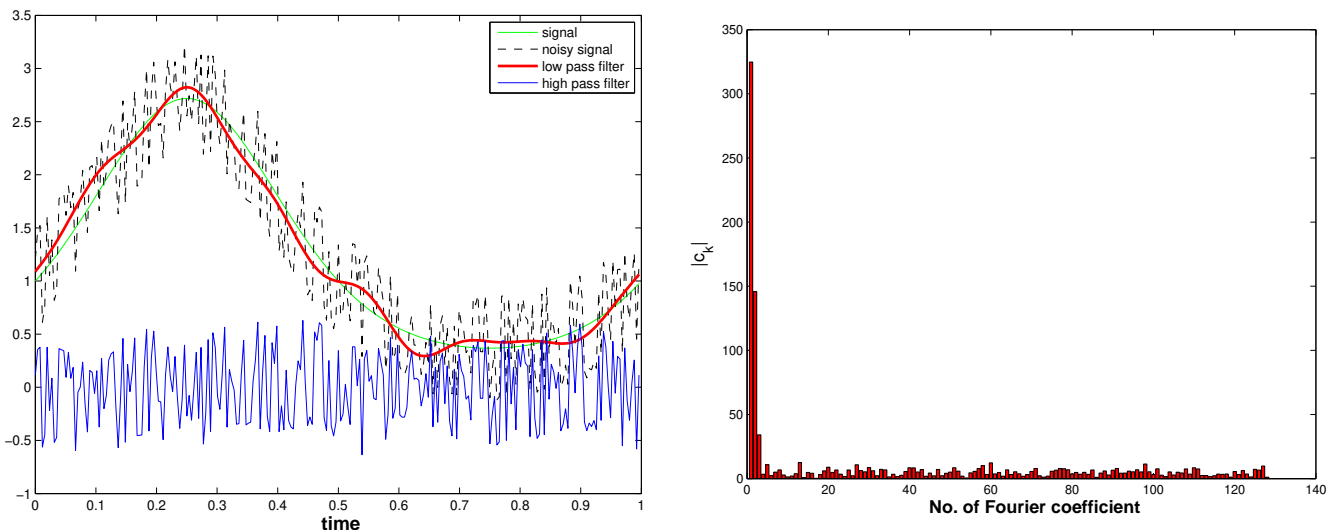 3.5
3
2.5
2
1.5
1
0.5
0
−0.5
−1
0 0.1 0.2 0.3 0.4 0.5 0.6 0.7 0.8 0.9 1
time
signal
noisy signal
low pass filter
high pass filter
350
300
250
200
150
100
50
0
|c_k|
0 20 40 60 80 100 120 140
No. of Fourier coefficient